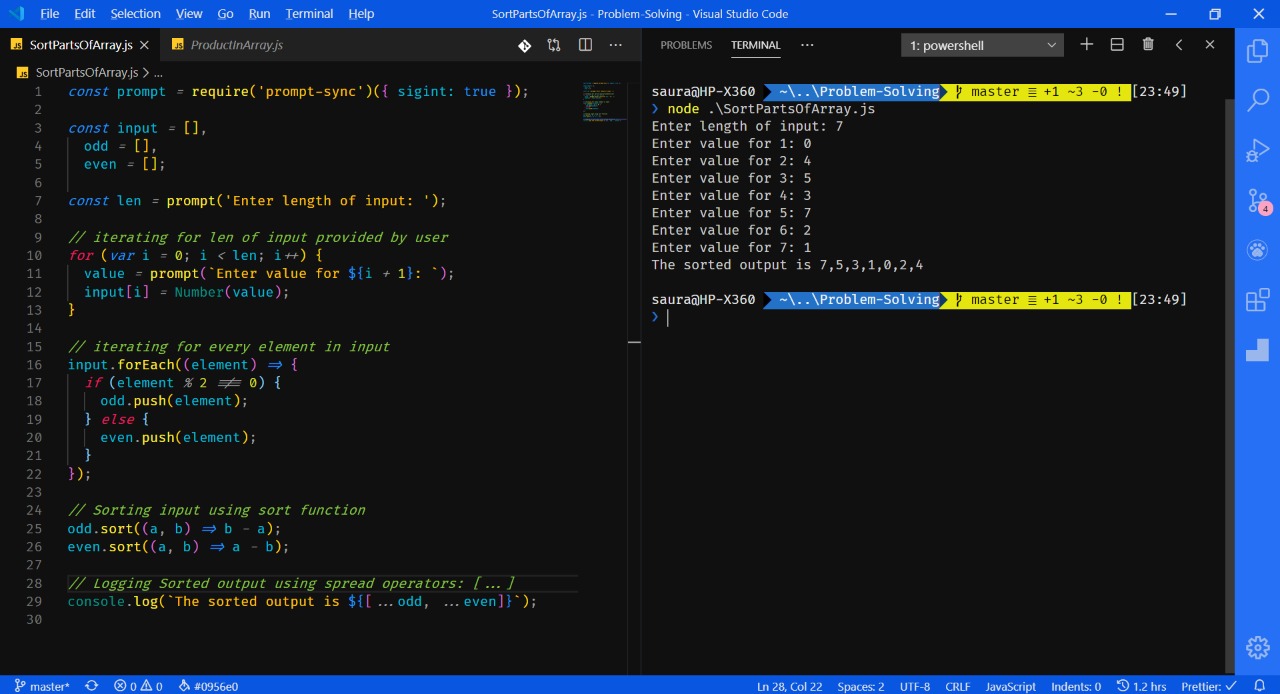 File Edit Selection View Go Run Terminal Help SortPartsOfArray.js - Problem-Solving - Visual Studio Code
JS SortPartsOfArray.js JS ProductInArray.js
JS SortPartsOfArray.js > ...
1 const prompt = require('prompt-sync')({ sigint: true });
2
3 const input = [],
4 odd = [],
5 even = [];
6
7 const len = prompt('Enter length of input: ');
8
9 // iterating for len of input provided by user
10 for (var i = 0; i < len; i++) {
11 value = prompt(`Enter value for ${i + 1}: `);
12 input[i] = Number(value);
13 }
14
15 // iterating for every element in input
16 input.forEach((element) => {
17 if (element % 2 !== 0) {
18 odd.push(element);
19 } else {
20 even.push(element);
21 }
22 });
23
24 // Sorting input using sort function
25 odd.sort((a, b) => b - a);
26 even.sort((a, b) => a - b);
27
28 // Logging Sorted output using spread operators: [...]
29 console.log(`The sorted output is ${[...odd, ...even]}`);
30
PROBLEMS TERMINAL ... 1: powershell
saura@HP-X360 ~\..\Problem-Solving master ≡ +1 ~3 -0 ! [23:49]
❯ node .\SortPartsOfArray.js
Enter length of input: 7
Enter value for 1: 0
Enter value for 2: 4
Enter value for 3: 5
Enter value for 4: 3
Enter value for 5: 7
Enter value for 6: 2
Enter value for 7: 1
The sorted output is 7,5,3,1,0,2,4
saura@HP-X360 ~\..\Problem-Solving master ≡ +1 ~3 -0 ! [23:49]
❯
4
master* 0 0 #0956e0 Ln 28, Col 22 Spaces: 2 UTF-8 CRLF JavaScript Indents: 0 1.2 hrs Prettier: ✓